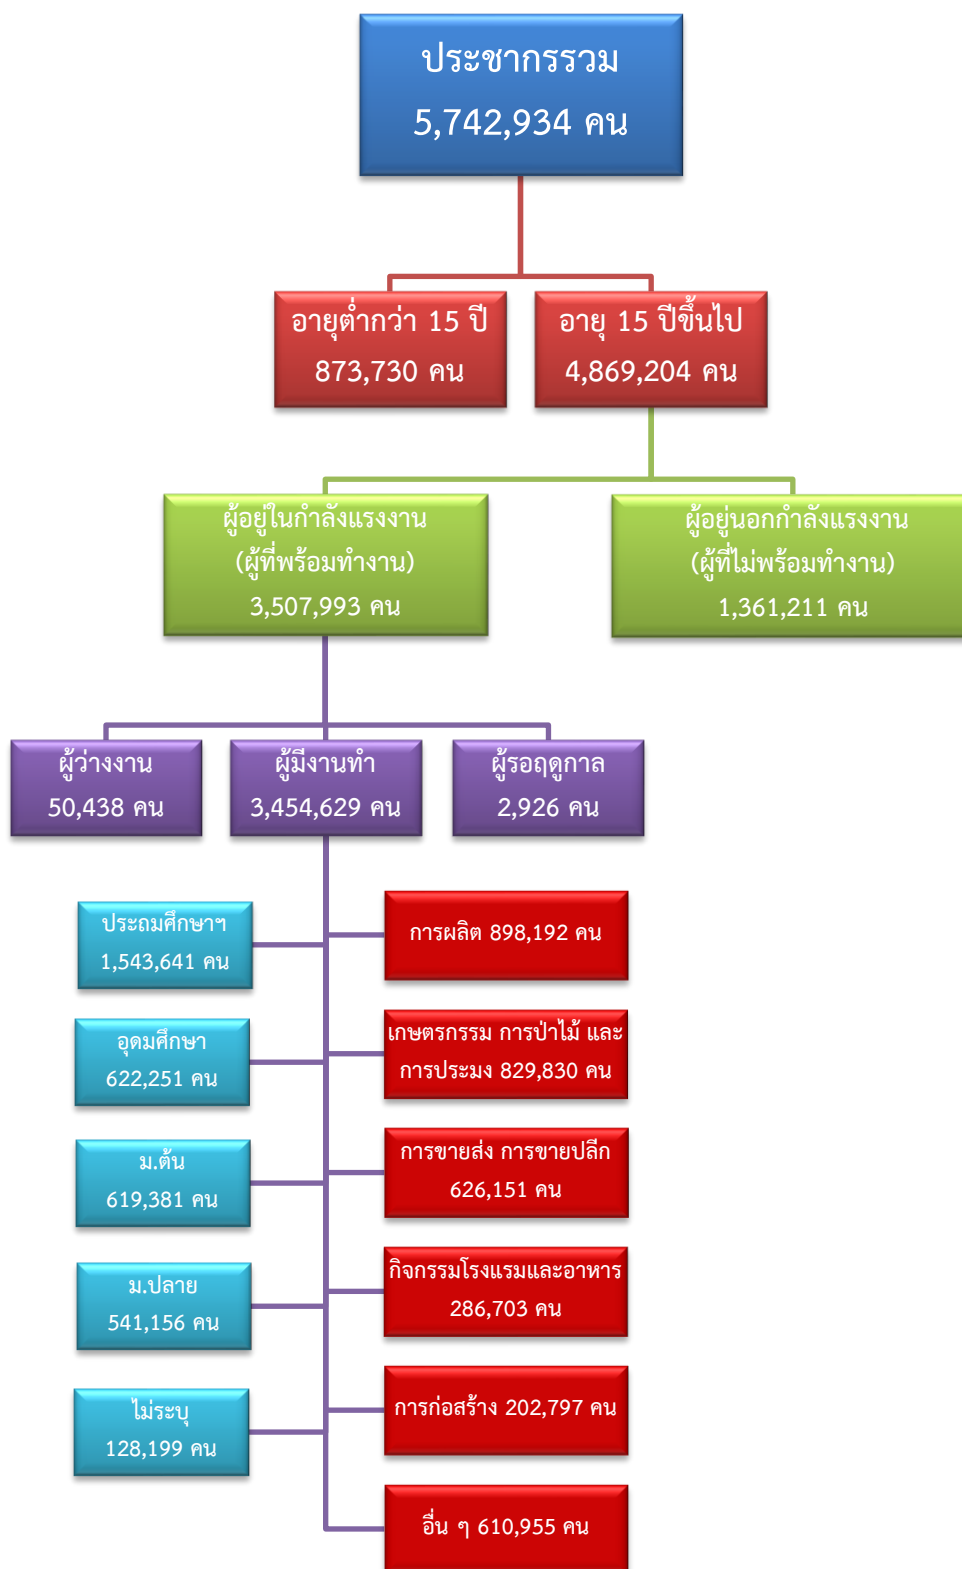 ประชากรรวม
5,742,934 คน
อายุต่ำกว่า 15 ปี
873,730 คน
อายุ 15 ปีขึ้นไป
4,869,204 คน
ผู้อยู่ในกำลังแรงงาน
(ผู้ที่พร้อมทำงาน)
3,507,993 คน
ผู้อยู่นอกกำลังแรงงาน
(ผู้ที่ไม่พร้อมทำงาน)
1,361,211 คน
ผู้ว่างงาน
50,438 คน
ผู้มีงานทำ
3,454,629 คน
ผู้รอฤดูกาล
2,926 คน
ประถมศึกษาฯ
1,543,641 คน
อุดมศึกษา
622,251 คน
ม.ต้น
619,381 คน
ม.ปลาย
541,156 คน
ไม่ระบุ
128,199 คน
การผลิต 898,192 คน
เกษตรกรรม การป่าไม้ และ
การประมง 829,830 คน
การขายส่ง การขายปลีก
626,151 คน
กิจกรรมโรงแรมและอาหาร
286,703 คน
การก่อสร้าง 202,797 คน
อื่น ๆ 610,955 คน